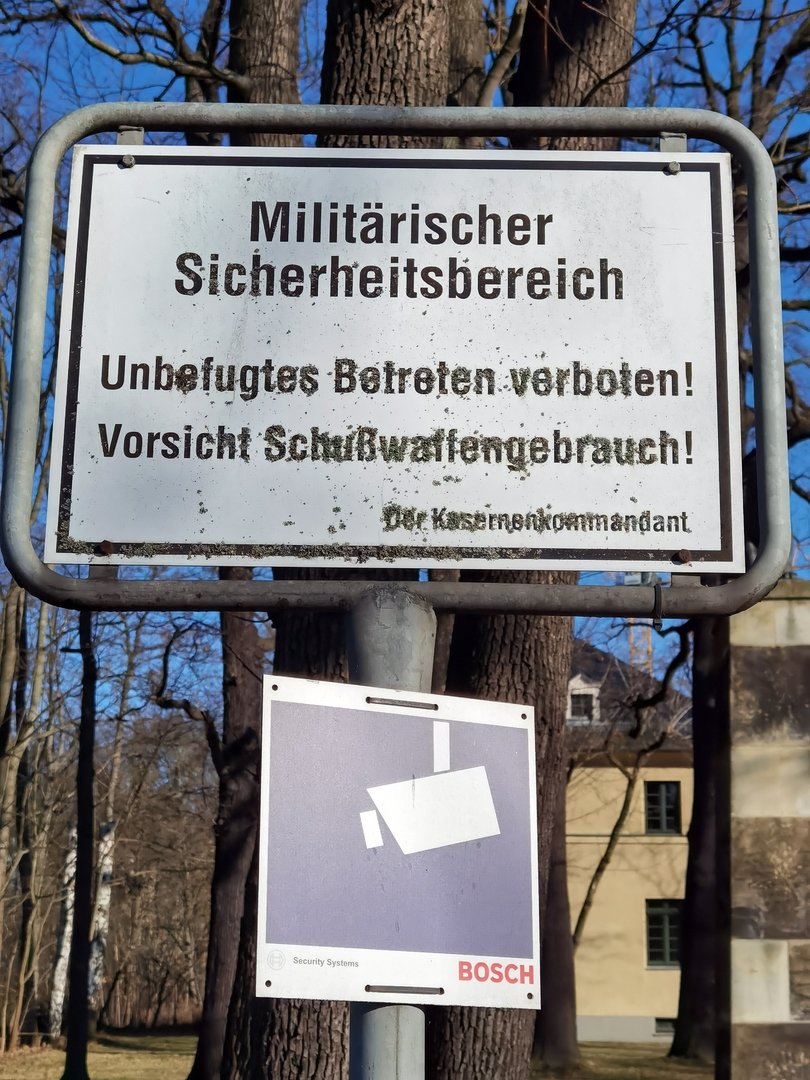 Militärischer
Sicherheitsbereich
Unbefugtes Betreten verboten!
Vorsicht Schußwaffengebrauch!
Der Kasernenkommandant
Security Systems
BOSCH